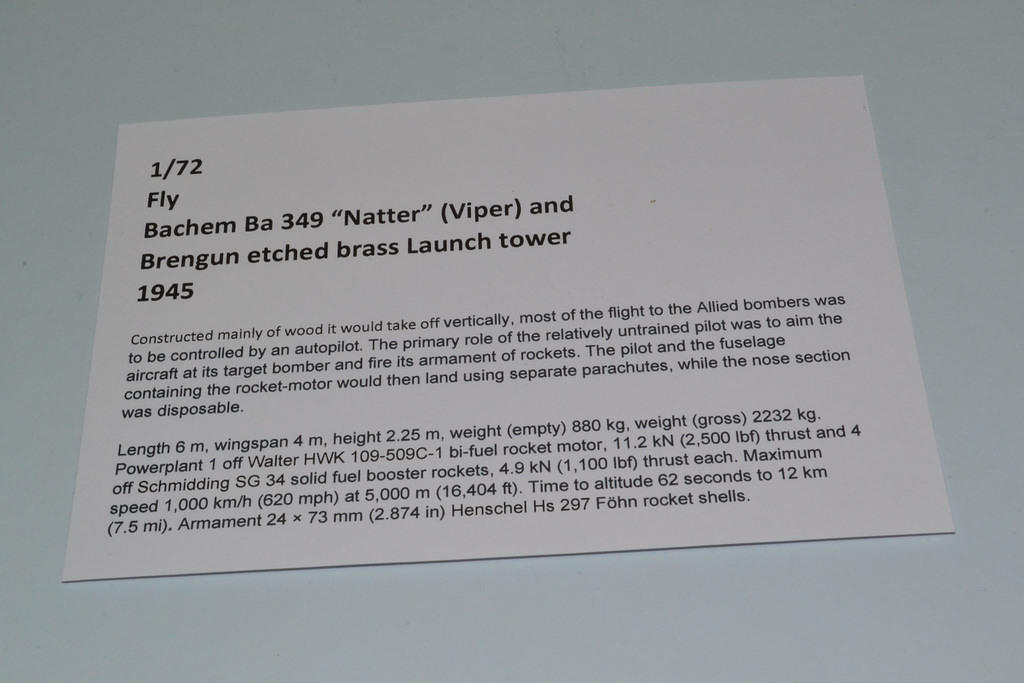 1/72
Fly
Bachem Ba 349 “Natter” (Viper) and
Brengun etched brass Launch tower
1945
Constructed mainly of wood it would take off vertically, most of the flight to the Allied bombers was
to be controlled by an autopilot. The primary role of the relatively untrained pilot was to aim the
aircraft at its target bomber and fire its armament of rockets. The pilot and the fuselage
containing the rocket-motor would then land using separate parachutes, while the nose section
was disposable.
Length 6 m, wingspan 4 m, height 2.25 m, weight (empty) 880 kg, weight (gross) 2232 kg.
Powerplant 1 off Walter HWK 109-509C-1 bi-fuel rocket motor, 11.2 kN (2,500 lbf) thrust and 4
off Schmidding SG 34 solid fuel booster rockets, 4.9 kN (1,100 lbf) thrust each. Maximum
speed 1,000 km/h (620 mph) at 5,000 m (16,404 ft). Time to altitude 62 seconds to 12 km
(7.5 mi). Armament 24 × 73 mm (2.874 in) Henschel Hs 297 Föhn rocket shells.